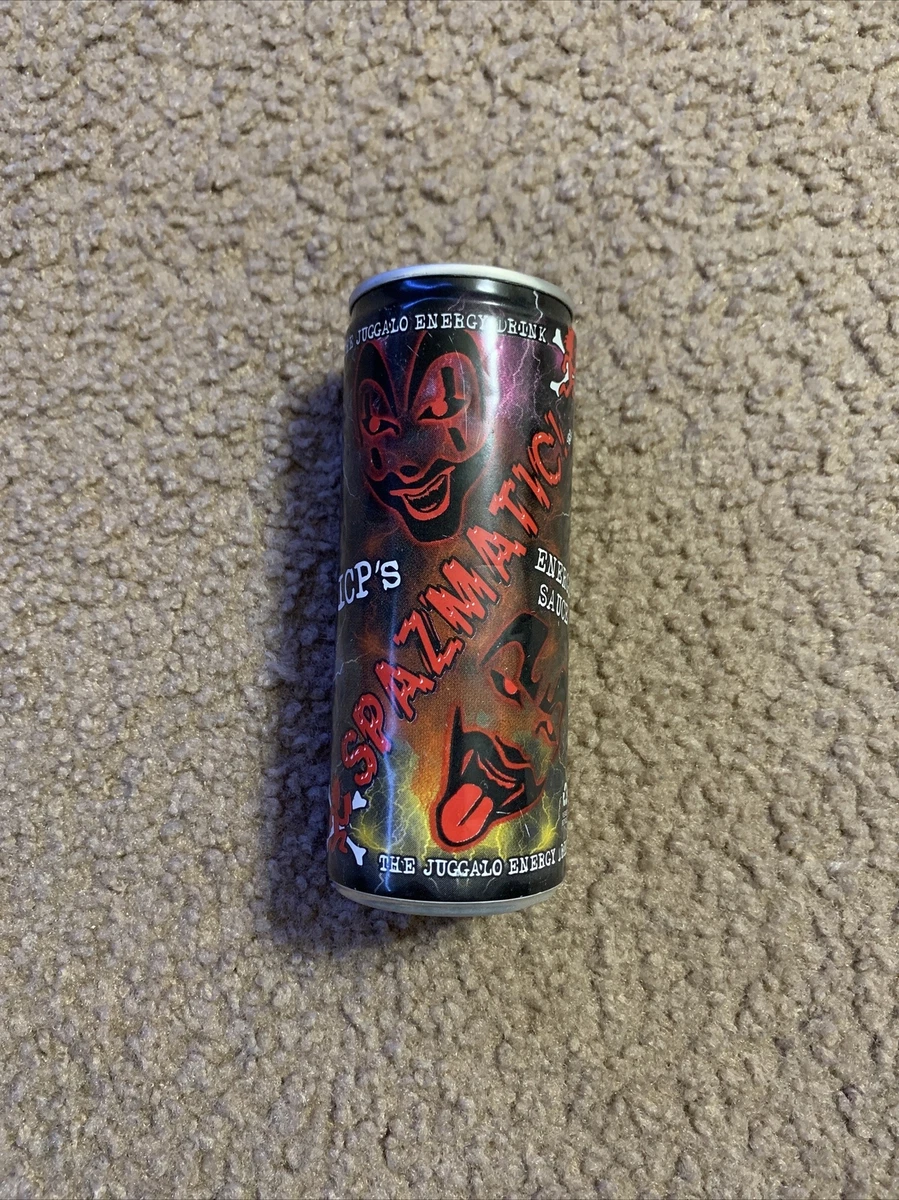 JUGGALO ENERGY DRINK
SPAZMATIC!
ICP'S
THE JUGGALO ENERGY